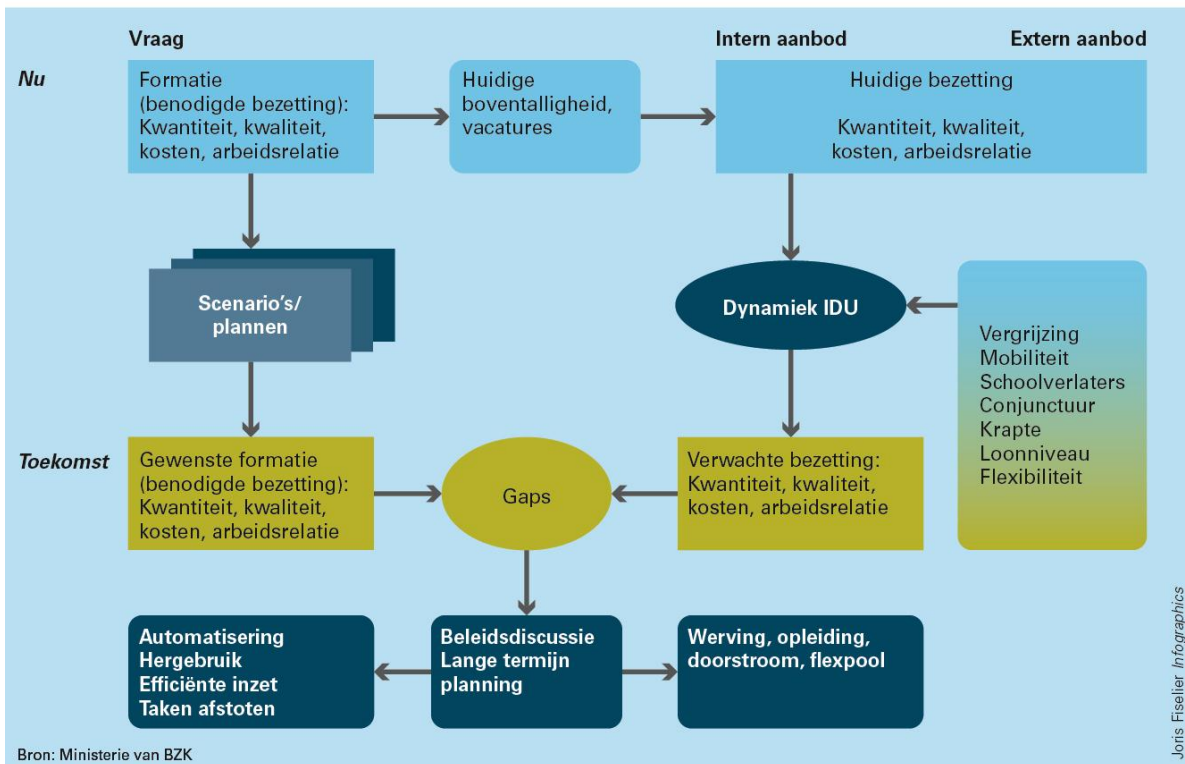 Vraag
Intern aanbod
Extern aanbod
Nu
Formatie
(benodigde bezetting):
Kwantiteit, kwaliteit,
kosten, arbeidsrelatie
Huidige
boventalligheid,
vacatures
Huidige bezetting
Kwantiteit, kwaliteit,
kosten, arbeidsrelatie
Scenario's/
plannen
Dynamiek IDU
Vergrijzing
Mobiliteit
Schoolverlaters
Conjunctuur
Krapte
Loonniveau
Flexibiliteit
Toekomst
Gewenste formatie
(benodigde bezetting):
Kwantiteit, kwaliteit,
kosten, arbeidsrelatie
Gaps
Verwachte bezetting:
Kwantiteit, kwaliteit,
kosten, arbeidsrelatie
Automatisering
Hergebruik
Efficiënte inzet
Taken afstoten
Beleidsdiscussie
Lange termijn
planning
Werving, opleiding,
doorstroom, flexpool
Bron: Ministerie van BZK
Joris Fiselier Infographics